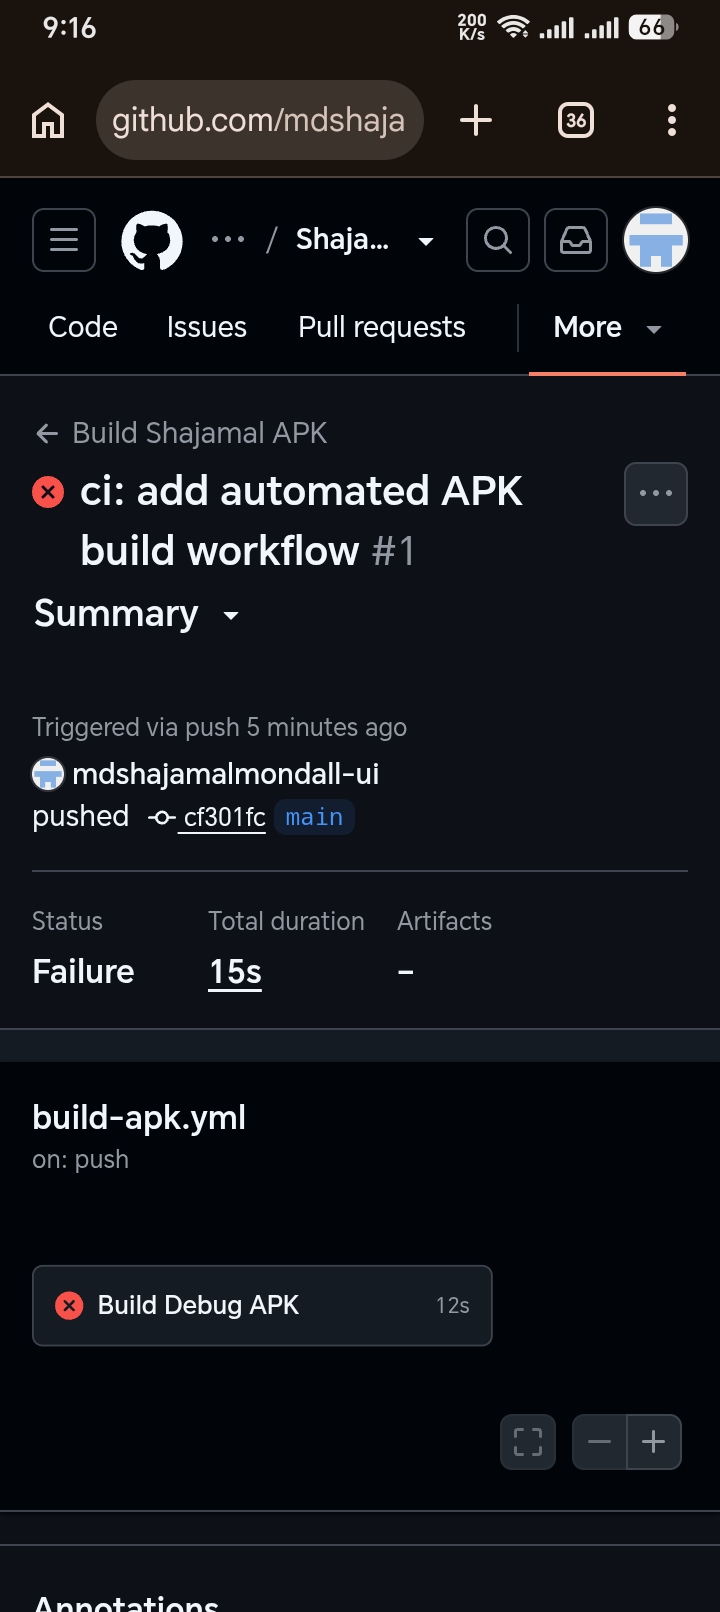 9:16
200
K/s
66
github.com/mdshaja
36
... / Shaja...
Code Issues Pull requests More
← Build Shajamal APK
ci: add automated APK
build workflow #1
...
Summary
Triggered via push 5 minutes ago
mdshajamalmondall-ui
pushed cf301fc main
Status Total duration Artifacts
Failure 15s –
build-apk.yml
on: push
Build Debug APK 12s
Annotations